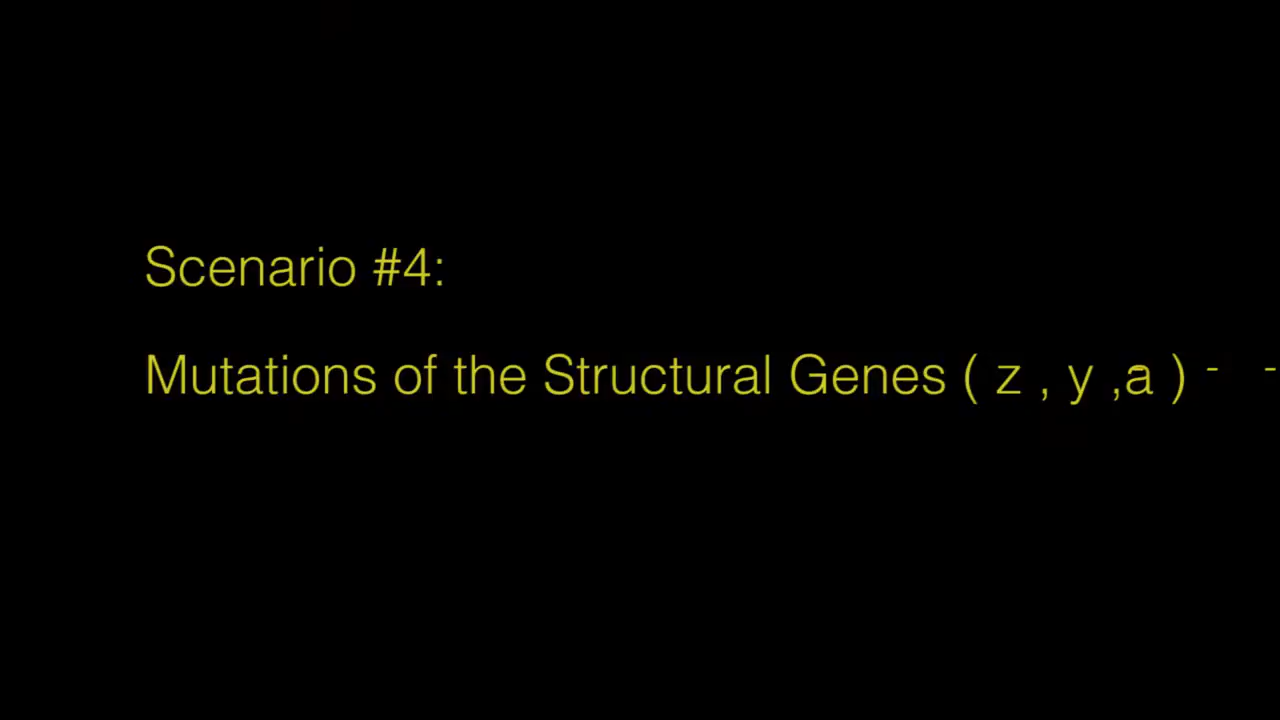 Scenario #4:
Mutations of the Structural Genes ( z , y ,a ) - -